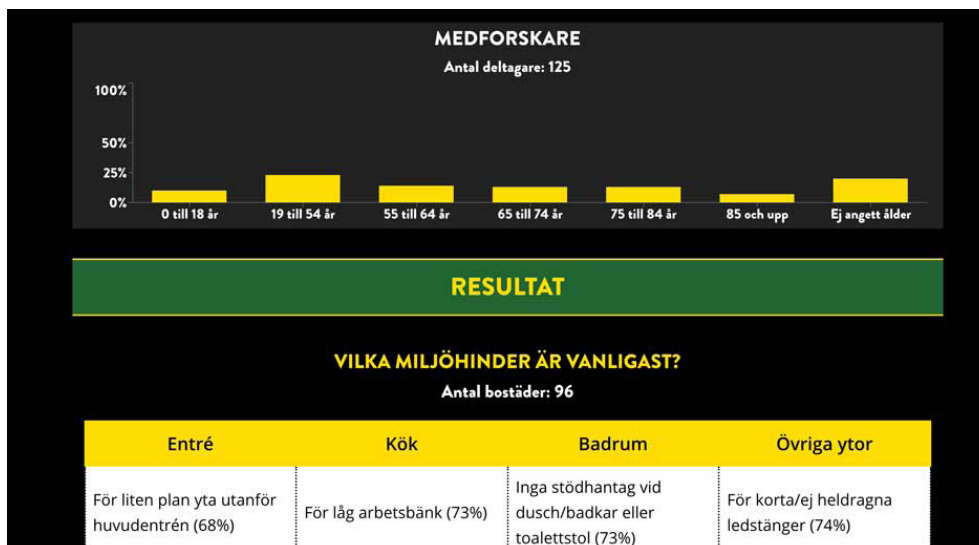 MEDFORSKARE
Antal deltagare: 125
100%
50%
25%
0%
0 till 18 år
19 till 54 år
55 till 64 år
65 till 74 år
75 till 84 år
85 och upp
Ej angett ålder
RESULTAT
VILKA MILJÖHINDER ÄR VANLIGAST?
Antal bostäder: 96
Entré
Kök
Badrum
Övriga ytor
För liten plan yta utanför
huvudentrén (68%)
För låg arbetsbänk (73%)
Inga stödhantag vid
dusch/badkar eller
toalettstol (73%)
För korta/ej heldragna
ledstänger (74%)